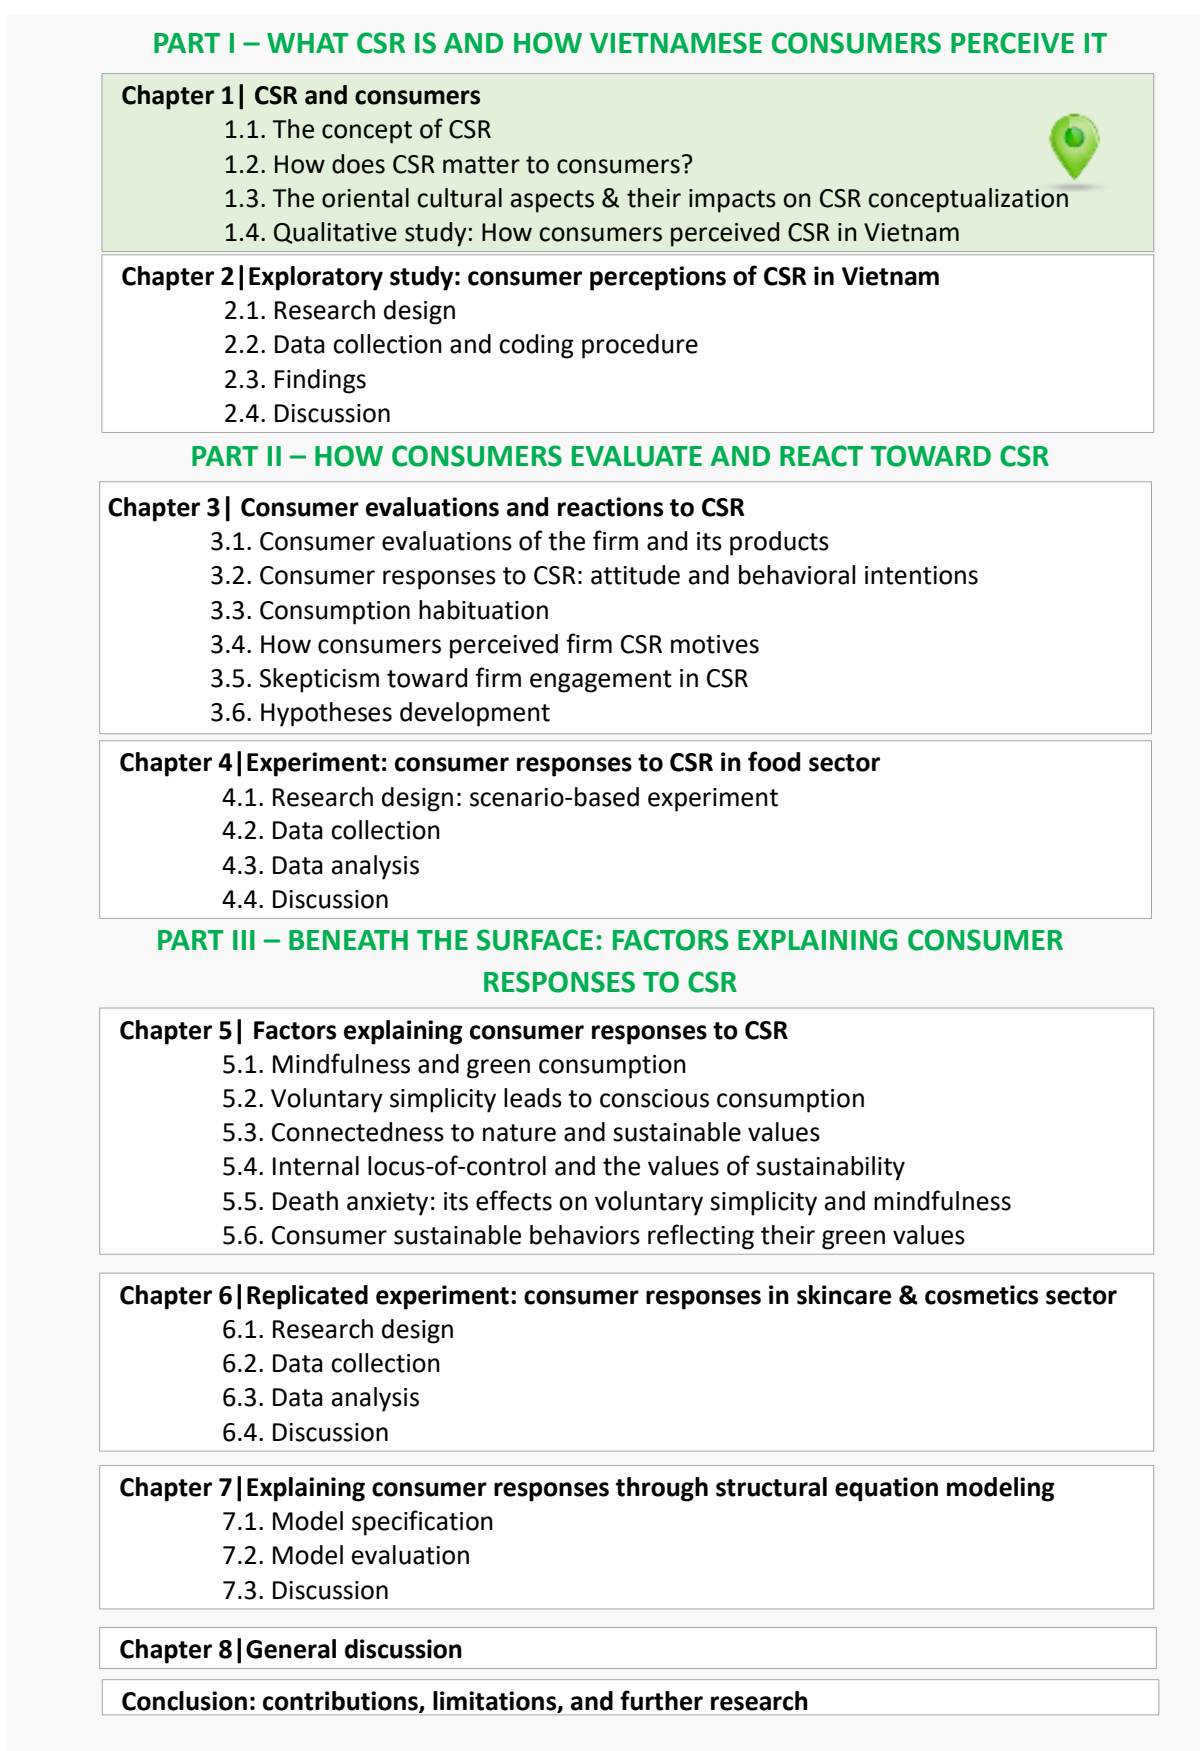 PART I – WHAT CSR IS AND HOW VIETNAMESE CONSUMERS PERCEIVE IT
Chapter 1| CSR and consumers
1.1. The concept of CSR
1.2. How does CSR matter to consumers?
1.3. The oriental cultural aspects & their impacts on CSR conceptualization
1.4. Qualitative study: How consumers perceived CSR in Vietnam
Chapter 2|Exploratory study: consumer perceptions of CSR in Vietnam
2.1. Research design
2.2. Data collection and coding procedure
2.3. Findings
2.4. Discussion
PART II – HOW CONSUMERS EVALUATE AND REACT TOWARD CSR
Chapter 3| Consumer evaluations and reactions to CSR
3.1. Consumer evaluations of the firm and its products
3.2. Consumer responses to CSR: attitude and behavioral intentions
3.3. Consumption habituation
3.4. How consumers perceived firm CSR motives
3.5. Skepticism toward firm engagement in CSR
3.6. Hypotheses development
Chapter 4|Experiment: consumer responses to CSR in food sector
4.1. Research design: scenario-based experiment
4.2. Data collection
4.3. Data analysis
4.4. Discussion
PART III – BENEATH THE SURFACE: FACTORS EXPLAINING CONSUMER
RESPONSES TO CSR
Chapter 5| Factors explaining consumer responses to CSR
5.1. Mindfulness and green consumption
5.2. Voluntary simplicity leads to conscious consumption
5.3. Connectedness to nature and sustainable values
5.4. Internal locus-of-control and the values of sustainability
5.5. Death anxiety: its effects on voluntary simplicity and mindfulness
5.6. Consumer sustainable behaviors reflecting their green values
Chapter 6|Replicated experiment: consumer responses in skincare & cosmetics sector
6.1. Research design
6.2. Data collection
6.3. Data analysis
6.4. Discussion
Chapter 7|Explaining consumer responses through structural equation modeling
7.1. Model specification
7.2. Model evaluation
7.3. Discussion
Chapter 8|General discussion
Conclusion: contributions, limitations, and further research